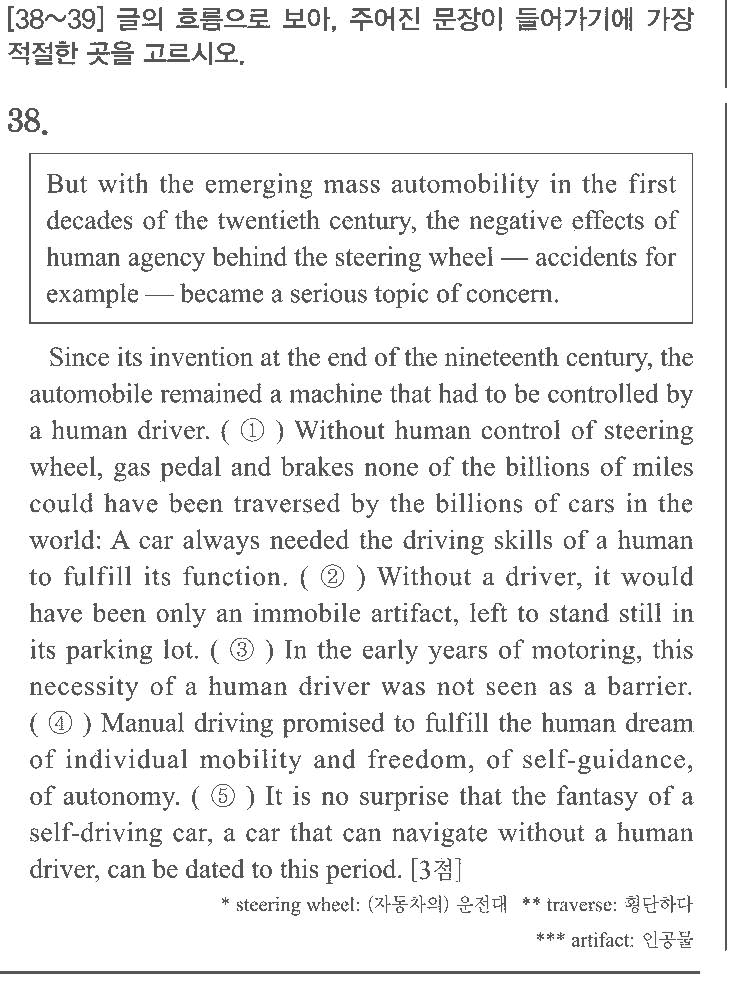 [38～39] 글의 흐름으로 보아, 주어진 문장이 들어가기에 가장
적절한 곳을 고르시오.
38.
But with the emerging mass automobility in the first
decades of the twentieth century, the negative effects of
human agency behind the steering wheel — accidents for
example — became a serious topic of concern.
Since its invention at the end of the nineteenth century, the
automobile remained a machine that had to be controlled by
a human driver. ( ① ) Without human control of steering
wheel, gas pedal and brakes none of the billions of miles
could have been traversed by the billions of cars in the
world: A car always needed the driving skills of a human
to fulfill its function. ( ② ) Without a driver, it would
have been only an immobile artifact, left to stand still in
its parking lot. ( ③ ) In the early years of motoring, this
necessity of a human driver was not seen as a barrier.
( ④ ) Manual driving promised to fulfill the human dream
of individual mobility and freedom, of self-guidance,
of autonomy. ( ⑤ ) It is no surprise that the fantasy of a
self-driving car, a car that can navigate without a human
driver, can be dated to this period. [3점]
* steering wheel: (자동차의) 운전대 ** traverse: 횡단하다
*** artifact: 인공물